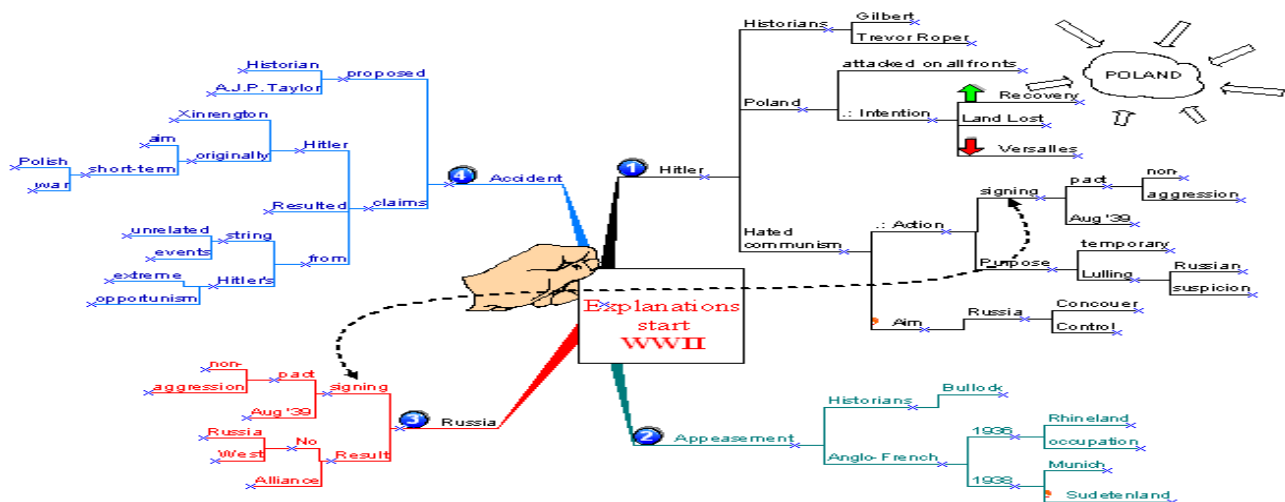 Explanations
start
WWII
1
Hitler
Historians
Gilbert
Trevor Roper
Poland
attacked on all fronts
.: Intention
Recovery
Land Lost
Versalles
POLAND
Hated
communism
.: Action
signing
pact
non-
aggression
Aug '39
Purpose
temporary
Lulling
Russian
suspicion
Aim
Russia
Concouer
Control
2
Appeasement
Historians
Bullock
Anglo-French
1936
Rhineland
occupation
1938
Munich
Sudetenland
3
Russia
signing
pact
non-
aggression
Aug '39
Result
No
Russia
West
Alliance
4
Accident
proposed
Historian
A.J.P. Taylor
claims
Hitler
originally
Xinrengton
short-term
aim
Polish
war
Resulted
from
string
unrelated
events
Hitler's
extreme
opportunism